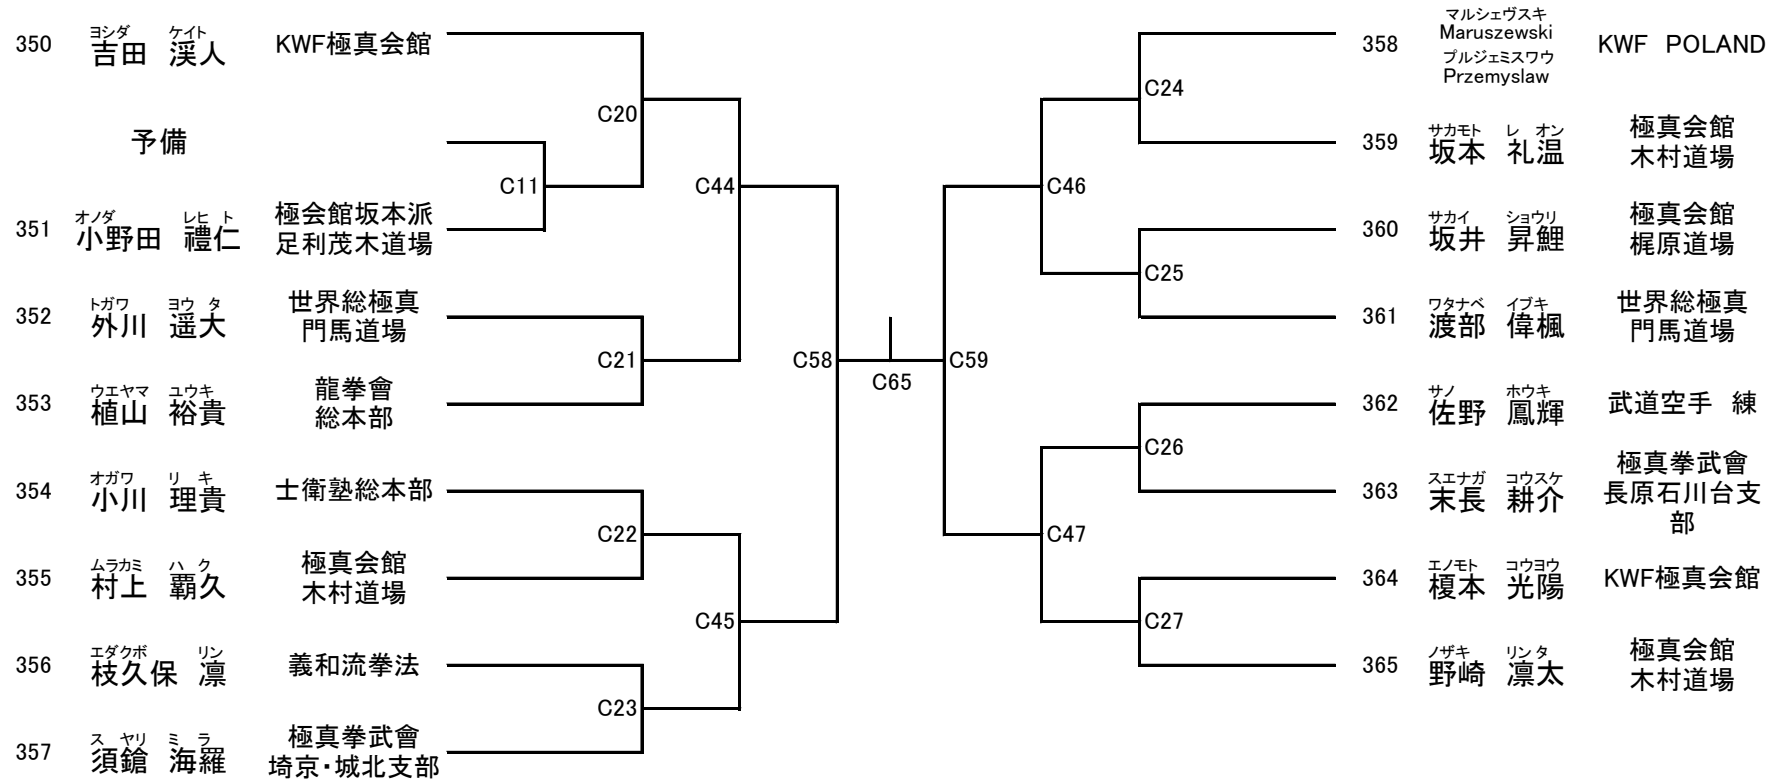 ヨシダ ケイト
350 吉田 渓人 KWF極真会館
C20
予備
C11
C44
オノダ レヒ ト
351 小野田 禮仁 極会館坂本派
足利茂木道場
トガワ ヨウ タ
352 外川 遥大 世界総極真
門馬道場
C21
C58
ウエヤマ ユウキ
353 植山 裕貴 龍拳會
総本部
オガワ リ キ
354 小川 理貴 士衛塾総本部
C22
ムラカミ ハ ク
355 村上 覇久 極真会館
木村道場
C45
エダクボ リン
356 枝久保 凛 義和流拳法
C23
ス ヤリ ミ ラ
357 須鎗 海羅 極真拳武會
埼京・城北支部
C65
マルシェヴスキ
Maruszewski
358 KWF POLAND
プルジェミスワウ
Przemyslaw
C24
サカモト レ オン
359 坂本 礼温 極真会館
木村道場
C46
サカイ ショウリ
360 坂井 昇鯉 極真会館
梶原道場
C25
ワタナベ イブキ
361 渡部 偉楓 世界総極真
門馬道場
C59
サノ ホウキ
362 佐野 鳳輝 武道空手 練
C26
スエナガ コウスケ
363 末長 耕介 極真拳武會
長原石川台支
部
C47
エノモト コウヨウ
364 榎本 光陽 KWF極真会館
C27
ノザキ リンタ
365 野崎 凛太 極真会館
木村道場